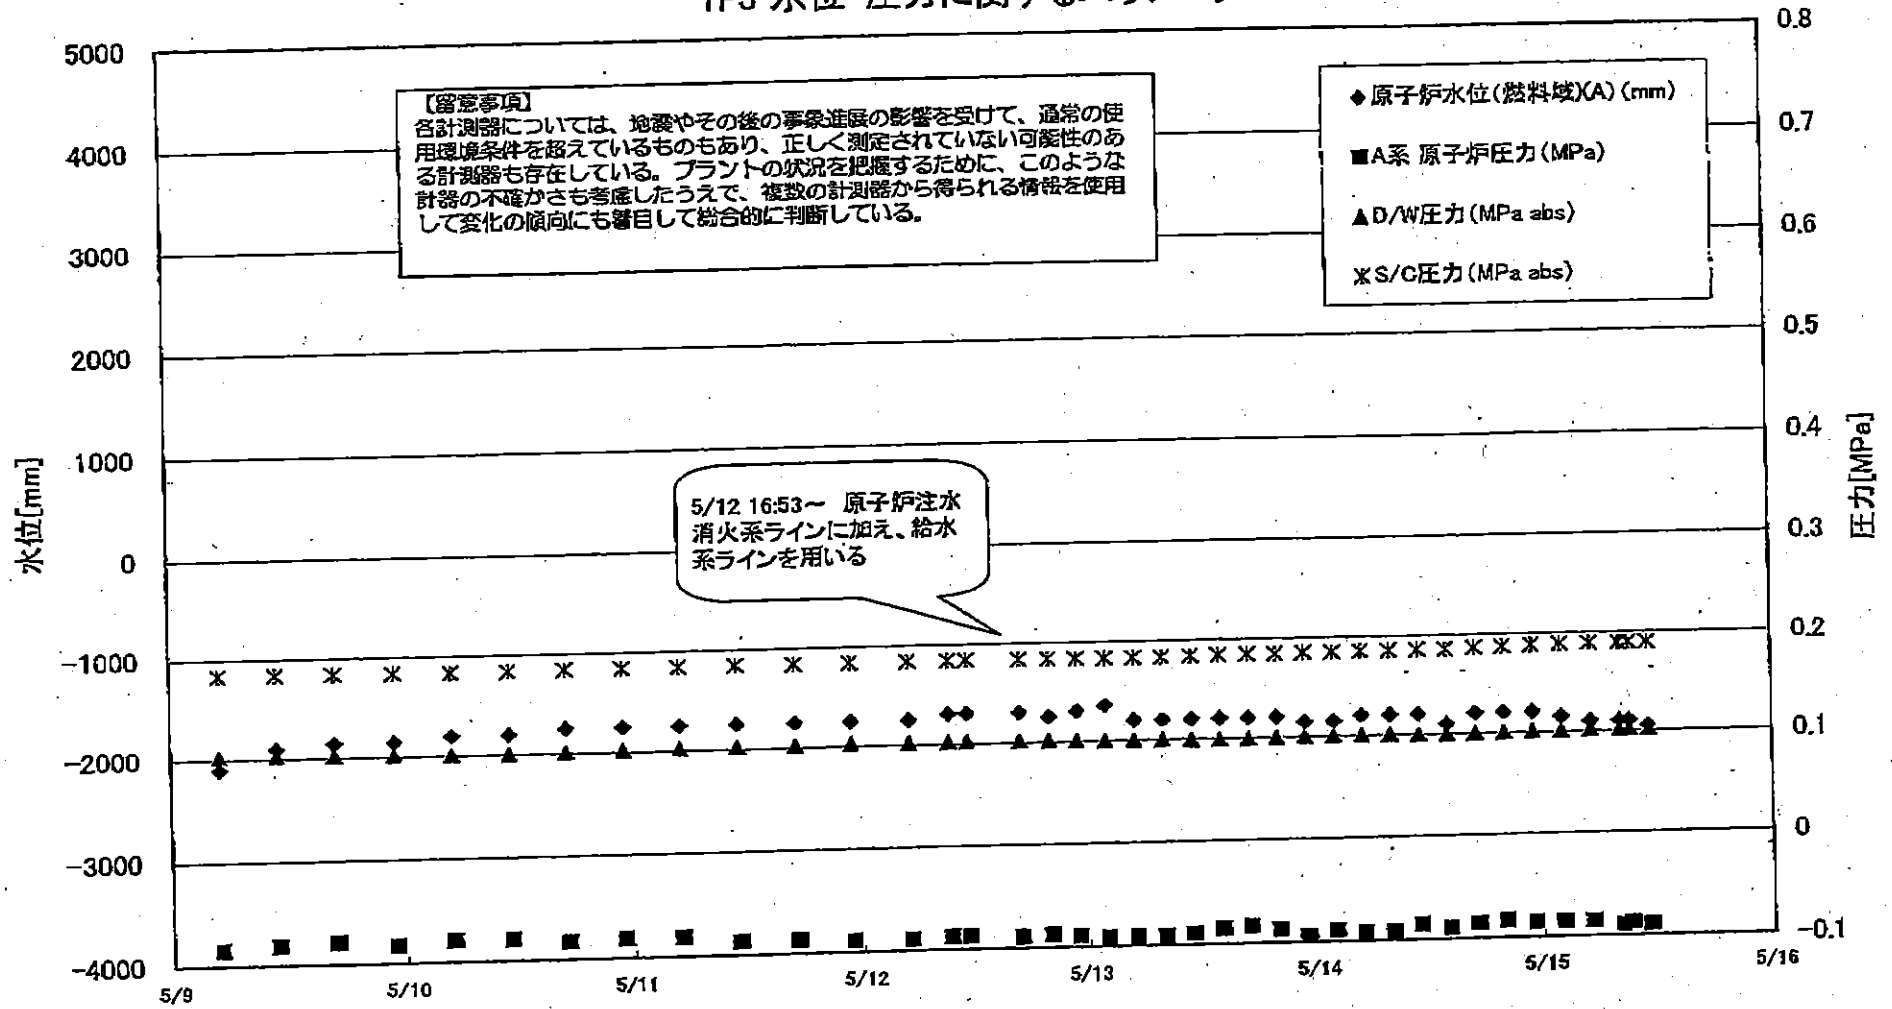 5000
4000
3000
2000
1000
0
-1000
-2000
-3000
-4000
水位[mm]
【留意事項】
各計測器については、地震やその後の事象進展の影響を受けて、通常の使
用環境条件を超えているものもあり、正しく測定されていない可能性のあ
る計測器も存在している。プラントの状況を把握するために、このような
計器の不確かさも考慮したうえで、複数の計測器から得られる情報を使用
して変化の傾向にも着目して総合的に判断している。
◆原子炉水位(燃料域)(A)(mm)
■A系 原子炉圧力(MPa)
▲D/W圧力(MPa abs)
S/C圧力(MPa abs)
5/12 16:53～ 原子炉注水
消火系ラインに加え、給水
系ラインを用いる
0.8
0.7
0.6
0.5
0.4
0.3
0.2
0.1
0
-0.1
圧力[MPa]
5/9
5/10
5/11
5/12
5/13
5/14
5/15
5/16